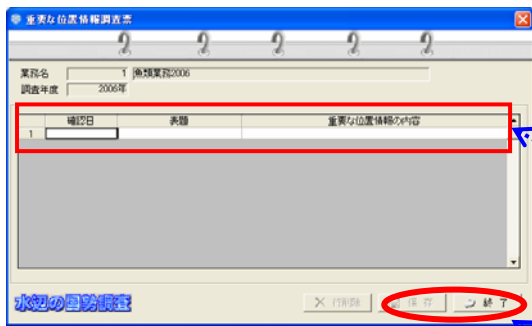 重要な位置情報調査票
業務名 1 魚類業務2006
調査年度 2006年
確認日 表題 重要な位置情報の内容
1
水辺の国勢調査
行削除 保存 終了